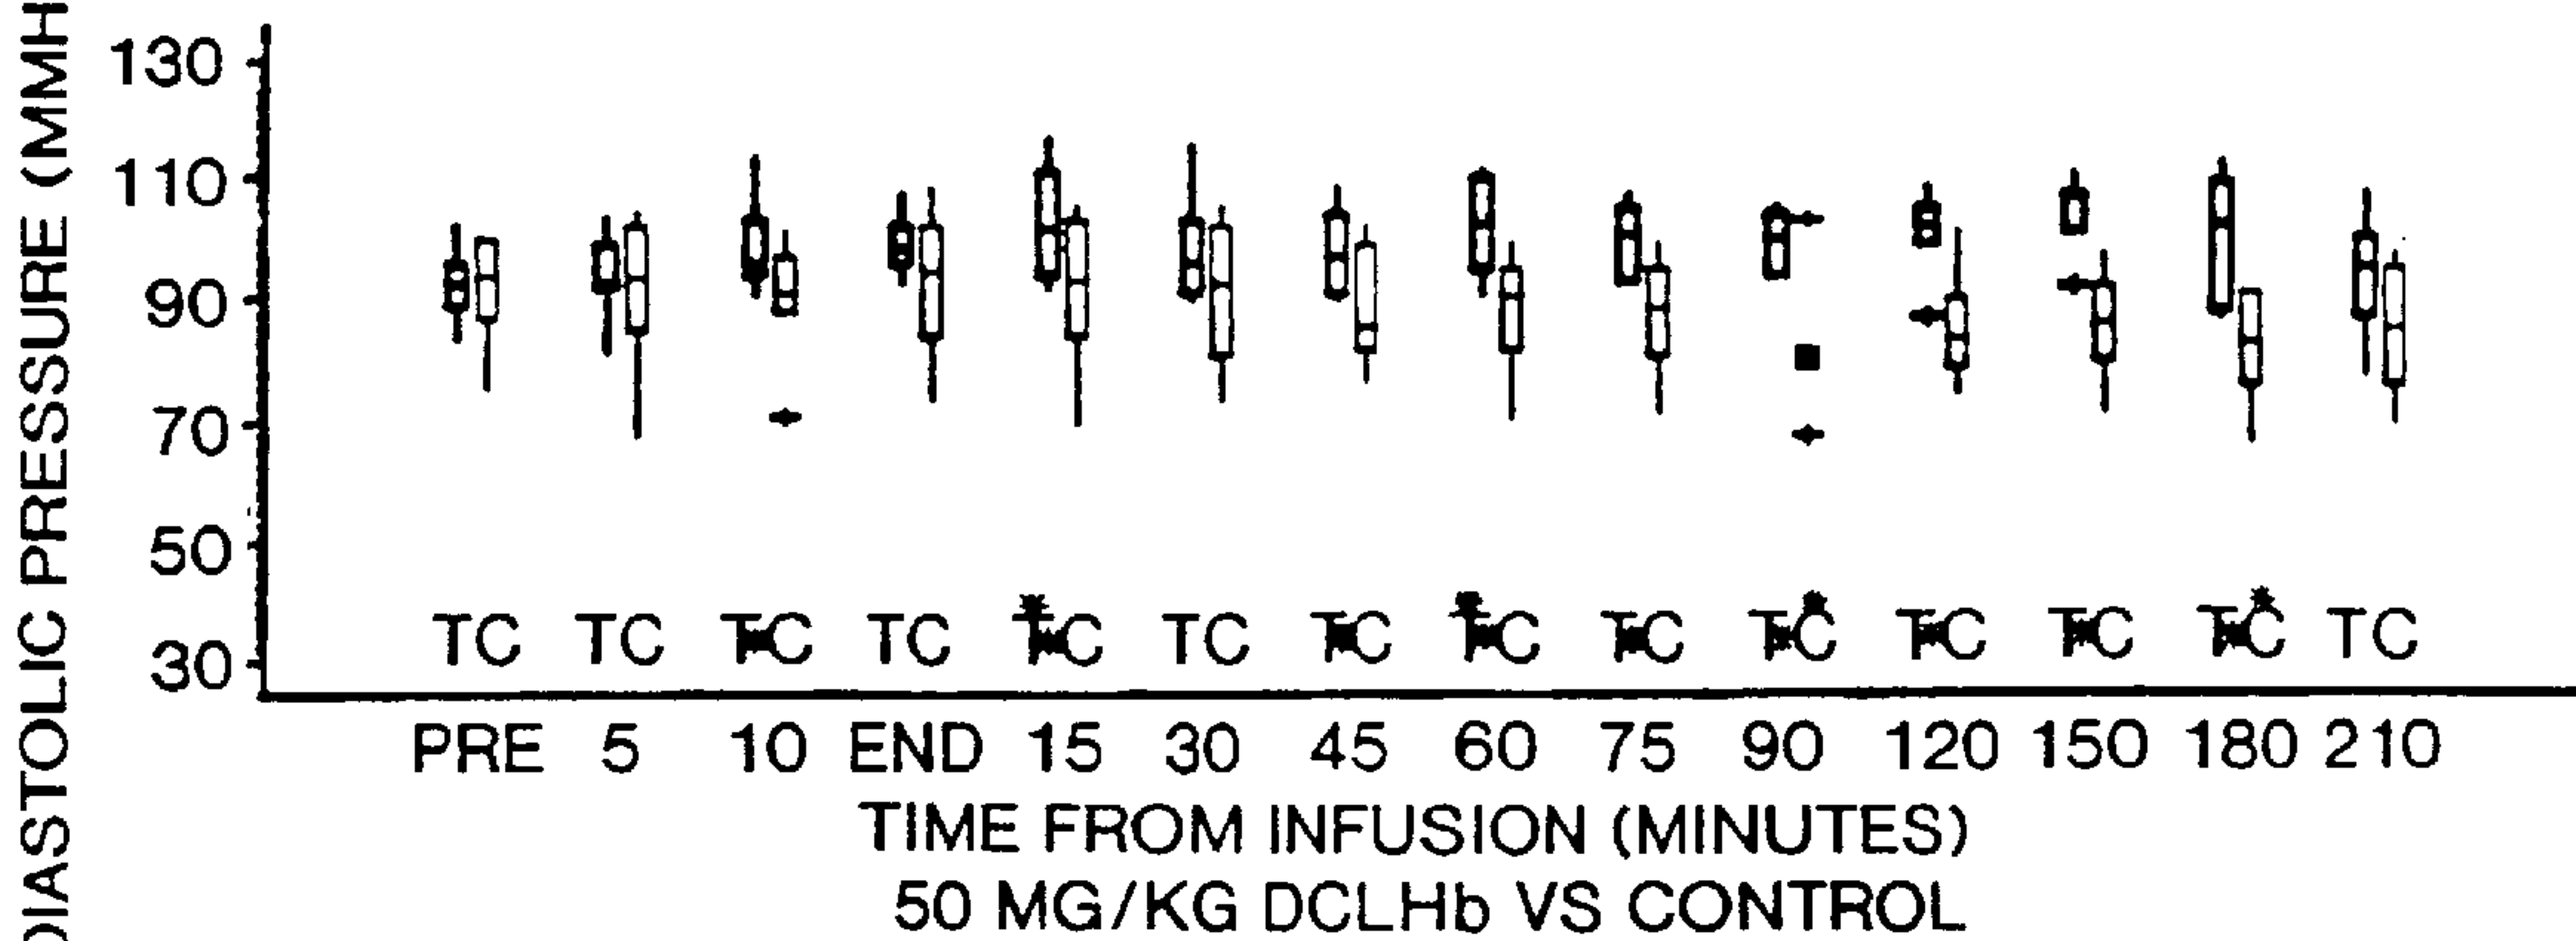 DIASTOLIC PRESSURE (MMH
130
110
90
70
50
30
TC TC TC TC TC TC TC TC TC TC TC TC TC TC
PRE 5 10 END 15 30 45 60 75 90 120 150 180 210
TIME FROM INFUSION (MINUTES)
50 MG/KG DCLHb VS CONTROL